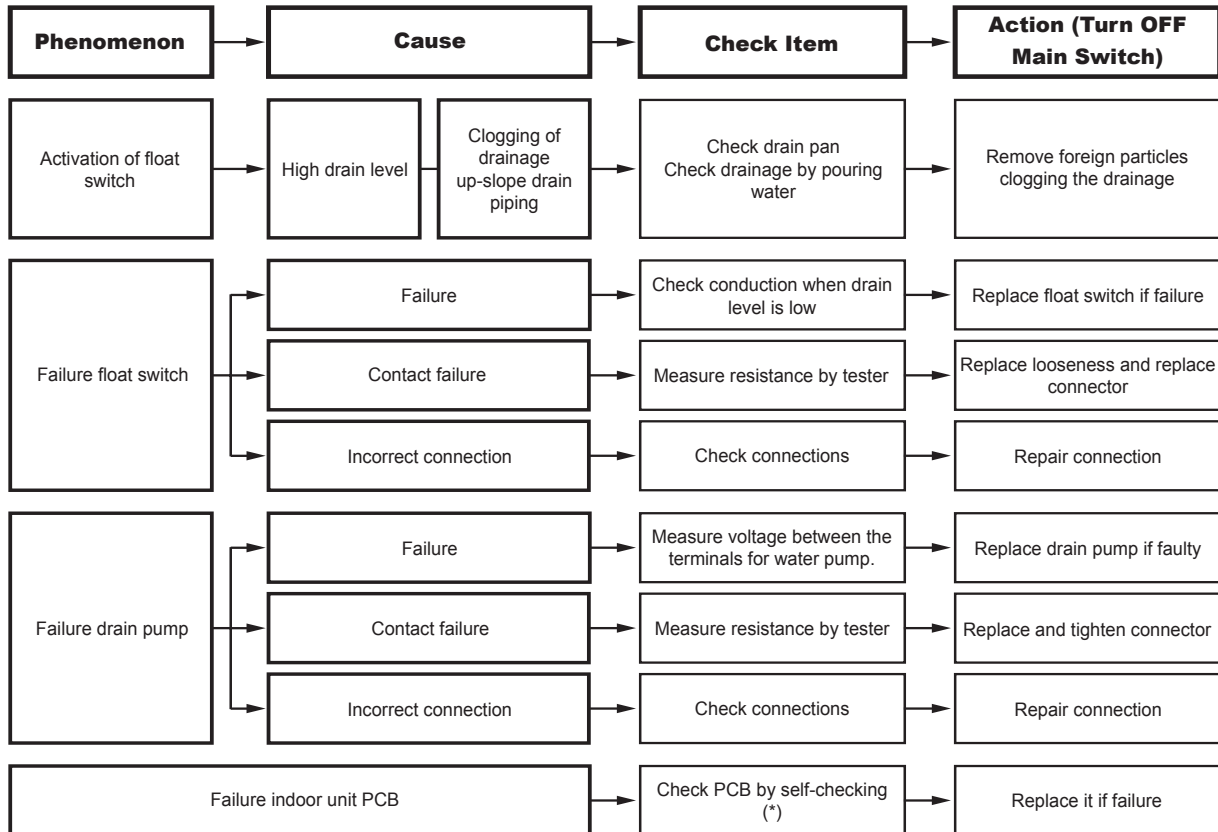 Phenomenon
Cause
Check Item
Action (Turn OFF
Main Switch)
Activation of float
switch
High drain level
Clogging of
drainage
up-slope drain
piping
Check drain pan
Check drainage by pouring
water
Remove foreign particles
clogging the drainage
Failure float switch
Failure
Check conduction when drain
level is low
Replace float switch if failure
Contact failure
Measure resistance by tester
Replace looseness and replace
connector
Incorrect connection
Check connections
Repair connection
Failure drain pump
Failure
Measure voltage between the
terminals for water pump.
Replace drain pump if faulty
Contact failure
Measure resistance by tester
Replace and tighten connector
Incorrect connection
Check connections
Repair connection
Failure indoor unit PCB
Check PCB by self-checking
(*)
Replace it if failure